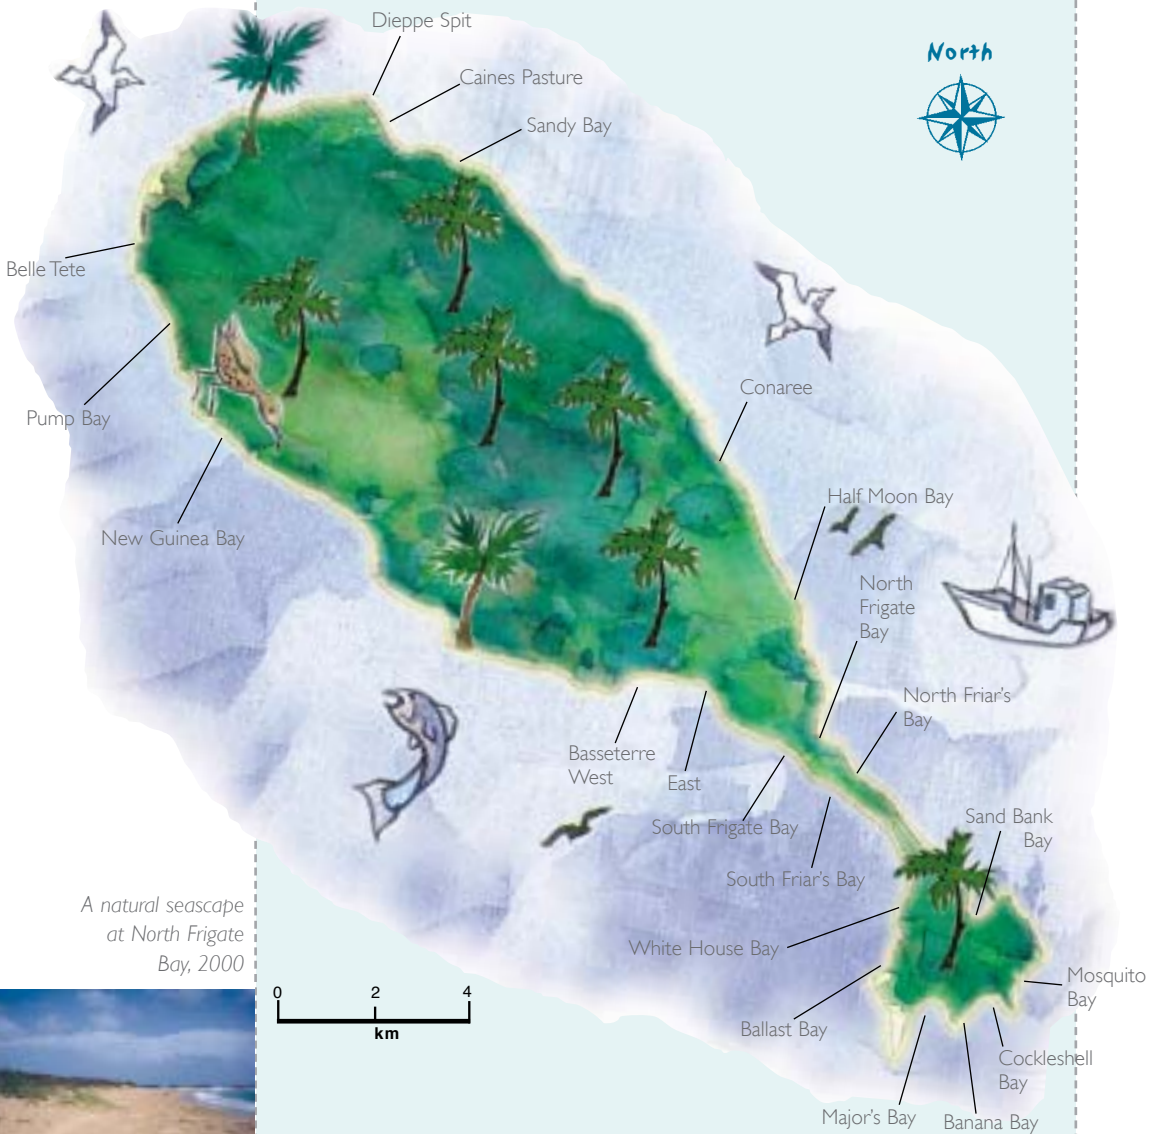 Dieppe Spit
North
Caines Pasture
Sandy Bay
Belle Tete
Conaree
Pump Bay
Half Moon Bay
New Guinea Bay
North
Frigate
Bay
North Friar's
Bay
Basseterre
West
East
Sand Bank
Bay
South Frigate Bay
South Friar's Bay
A natural seascape
at North Frigate
Bay, 2000
White House Bay
Mosquito
Bay
0 2 4
km
Ballast Bay
Cockleshell
Bay
Major's Bay
Banana Bay